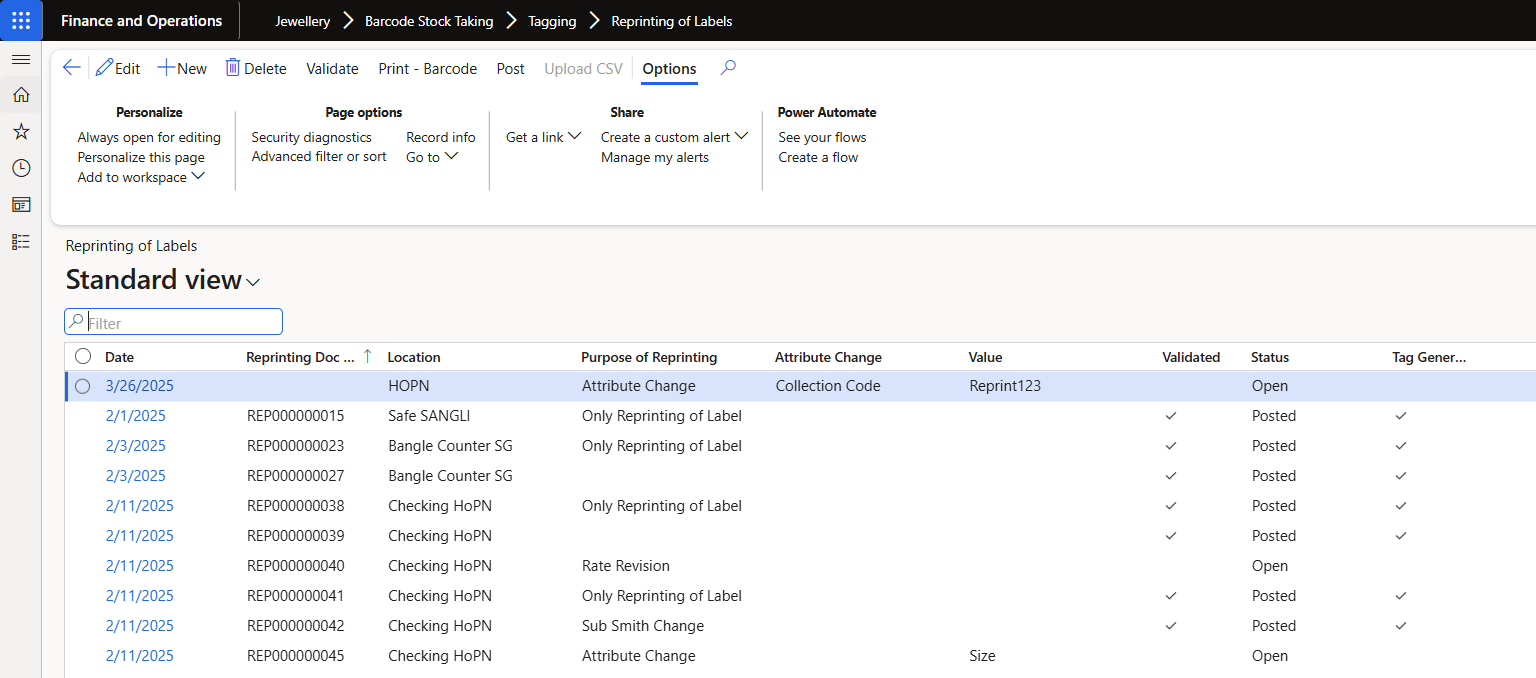 Finance and Operations Jewellery Barcode Stock Taking Tagging Reprinting of Labels
Edit New Delete Validate Print - Barcode Post Upload CSV Options
Personalize Page options Share Power Automate
Always open for editing Security diagnostics Record info Get a link Create a custom alert See your flows
Personalize this page Advanced filter or sort Go to Manage my alerts Create a flow
Add to workspace
Reprinting of Labels
Standard view
Filter
Date Reprinting Doc ... Location Purpose of Reprinting Attribute Change Value Validated Status Tag Gener...
3/26/2025 HOPN Attribute Change Collection Code Reprint123 Open
2/1/2025 REP000000015 Safe SANGLI Only Reprinting of Label Posted
2/3/2025 REP000000023 Bangle Counter SG Only Reprinting of Label Posted
2/3/2025 REP000000027 Bangle Counter SG Posted
2/11/2025 REP000000038 Checking HoPN Only Reprinting of Label Posted
2/11/2025 REP000000039 Checking HoPN Posted
2/11/2025 REP000000040 Checking HoPN Rate Revision Open
2/11/2025 REP000000041 Checking HoPN Only Reprinting of Label Posted
2/11/2025 REP000000042 Checking HoPN Sub Smith Change Posted
2/11/2025 REP000000045 Checking HoPN Attribute Change Size Open